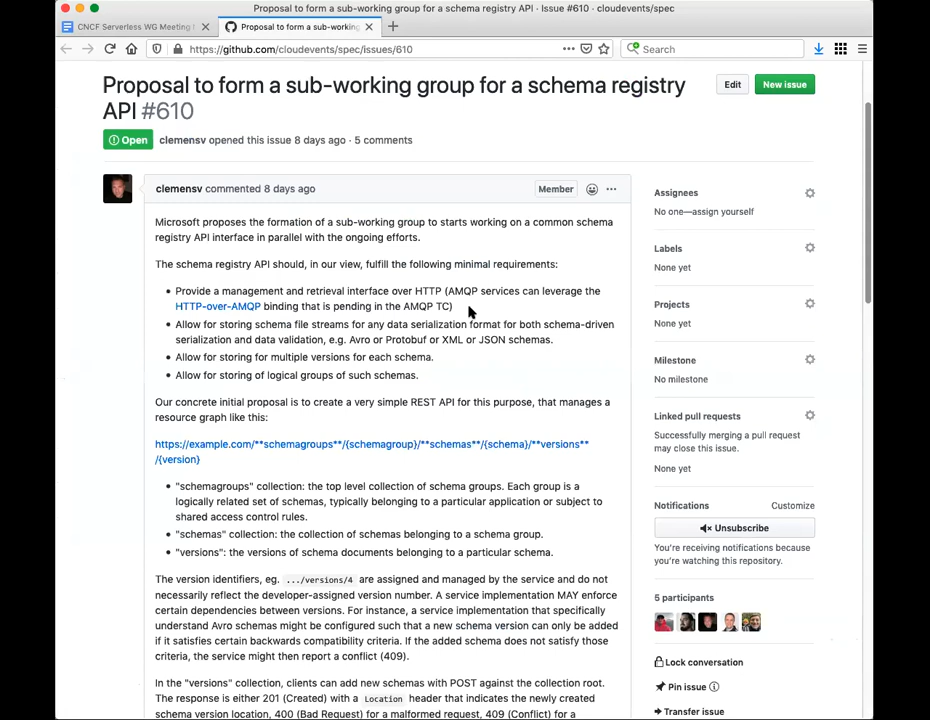 Proposal to form a sub-working group for a schema registry API · Issue #610 · cloudevents/spec
CNCF Serverless WG Meeting
Proposal to form a sub-working
https://github.com/cloudevents/spec/issues/610
Search
Proposal to form a sub-working group for a schema registry
API #610
Edit
New issue
Open
clemensv opened this issue 8 days ago · 5 comments
clemensv commented 8 days ago
Member
Microsoft proposes the formation of a sub-working group to starts working on a common schema
registry API interface in parallel with the ongoing efforts.
The schema registry API should, in our view, fulfill the following minimal requirements:
• Provide a management and retrieval interface over HTTP (AMQP services can leverage the
HTTP-over-AMQP binding that is pending in the AMQP TC)
• Allow for storing schema file streams for any data serialization format for both schema-driven
serialization and data validation, e.g. Avro or Protobuf or XML or JSON schemas.
• Allow for storing for multiple versions for each schema.
• Allow for storing of logical groups of such schemas.
Our concrete initial proposal is to create a very simple REST API for this purpose, that manages a
resource graph like this:
https://example.com/**schemagroups**/{schemagroup}/**schemas**/{schema}/**versions**
/{version}
• "schemagroups" collection: the top level collection of schema groups. Each group is a
logically related set of schemas, typically belonging to a particular application or subject to
shared access control rules.
• "schemas" collection: the collection of schemas belonging to a schema group.
• "versions": the versions of schema documents belonging to a particular schema.
The version identifiers, eg. .../versions/4 are assigned and managed by the service and do not
necessarily reflect the developer-assigned version number. A service implementation MAY enforce
certain dependencies between versions. For instance, a service implementation that specifically
understand Avro schemas might be configured such that a new schema version can only be added
if it satisfies certain backwards compatibility criteria. If the added schema does not satisfy those
criteria, the service might then report a conflict (409).
In the "versions" collection, clients can add new schemas with POST against the collection root.
The response is either 201 (Created) with a Location header that indicates the newly created
schema version location, 400 (Bad Request) for a malformed request, 409 (Conflict) for a
Assignees
No one—assign yourself
Labels
None yet
Projects
None yet
Milestone
No milestone
Linked pull requests
Successfully merging a pull request
may close this issue.
None yet
Notifications
Customize
Unsubscribe
You're receiving notifications because
you're watching this repository.
5 participants
Lock conversation
Pin issue
Transfer issue